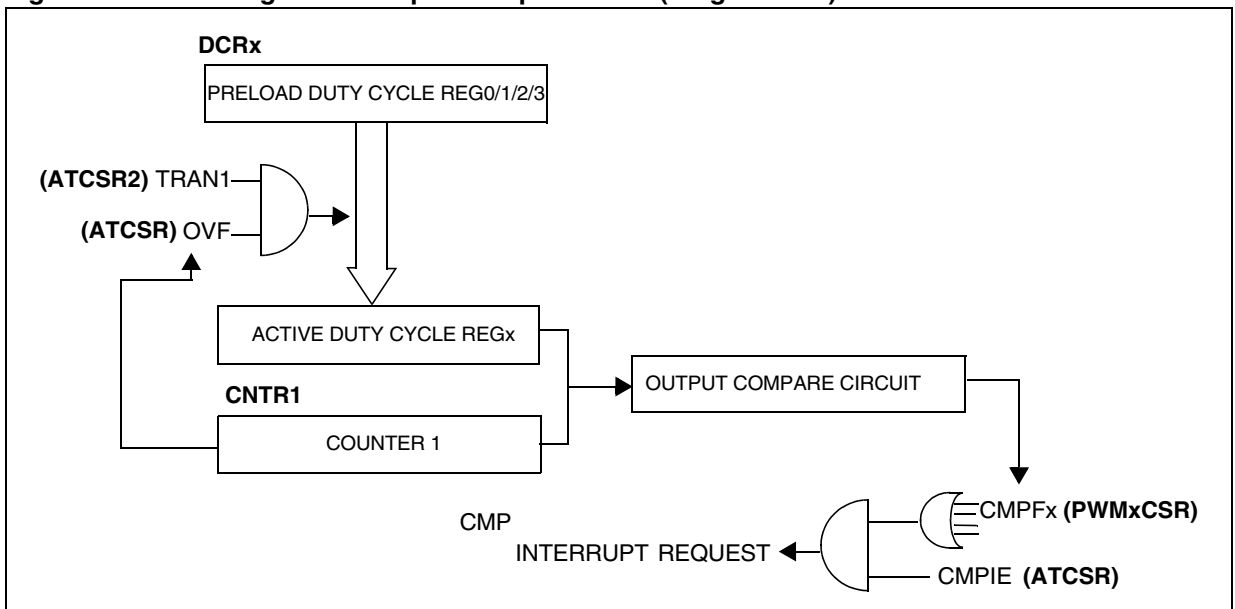 DCRx
PRELOAD DUTY CYCLE REG0/1/2/3
(ATCSR2) TRAN1
(ATCSR) OVF
ACTIVE DUTY CYCLE REGx
CNTR1
OUTPUT COMPARE CIRCUIT
COUNTER 1
CMPFx (PWMxCSR)
CMP
INTERRUPT REQUEST
CMPIE (ATCSR)